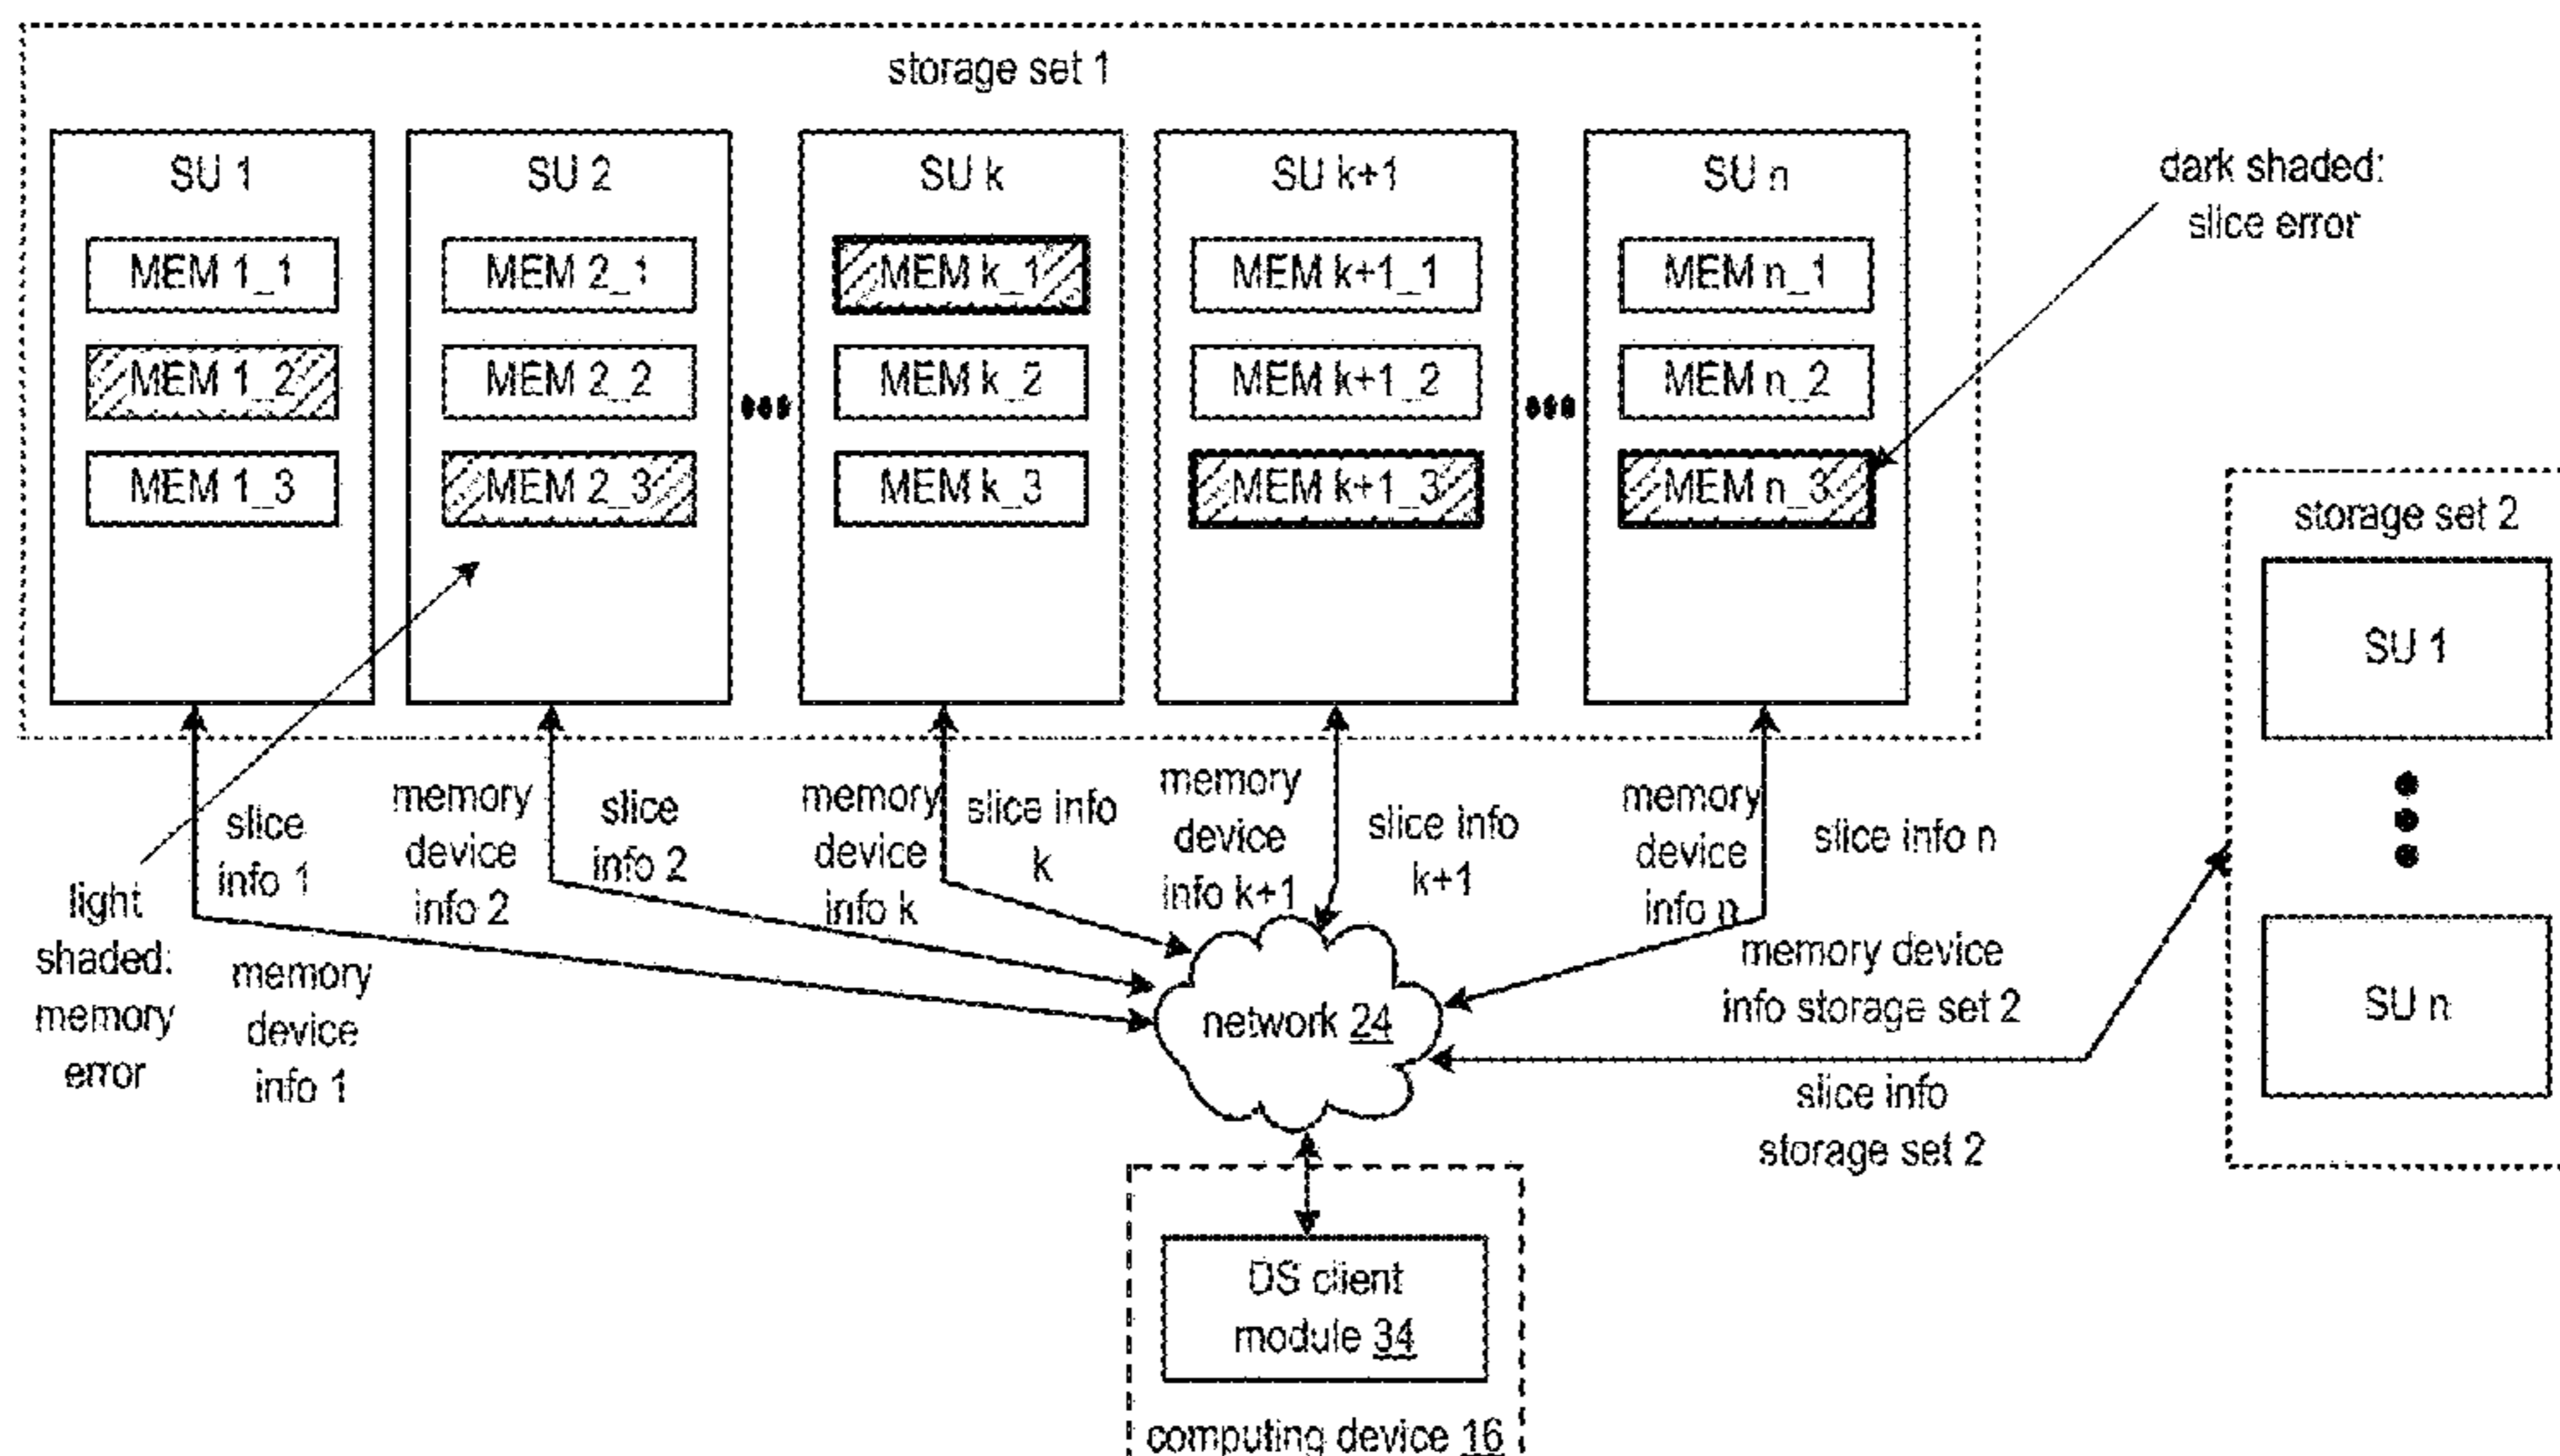 storage set 1
SU 1
MEM 1_1
MEM 1_2
MEM 1_3
SU 2
MEM 2_1
MEM 2_2
MEM 2_3
SU k
MEM k_1
MEM k_2
MEM k_3
SU k+1
MEM k+1_1
MEM k+1_2
MEM k+1_3
SU n
MEM n_1
MEM n_2
MEM n_3
dark shaded:
slice error
storage set 2
SU 1
SU n
light
shaded:
memory
error
slice
info 1
memory
device
info 1
memory
device
info 2
slice
info 2
memory
device
info k
slice info
k
memory
device
info k+1
slice info
k+1
memory
device
info n
slice info n
memory device
info storage set 2
slice info
storage set 2
network 24
DS client
module 34
computing device 16